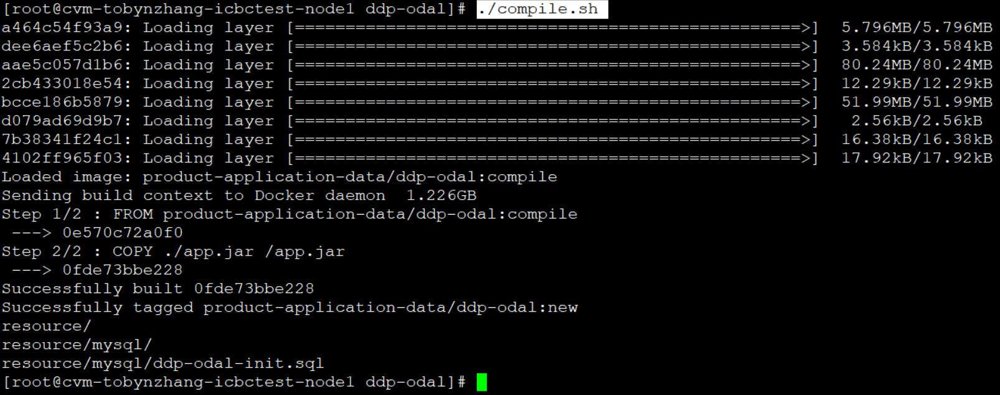 [root@cvm-tobynzhang-icbctest-node1 ddp-odal]# ./compile.sh
a464c54f93a9: Loading layer [==================================================>]  5.796MB/5.796MB
dee6aef5c2b6: Loading layer [==================================================>]  3.584kB/3.584kB
aae5c057d1b6: Loading layer [==================================================>]  80.24MB/80.24MB
2cb433018e54: Loading layer [==================================================>]  12.29kB/12.29kB
bcce186b5879: Loading layer [==================================================>]  51.99MB/51.99MB
d079ad69d9b7: Loading layer [==================================================>]   2.56kB/2.56kB
7b38341f24c1: Loading layer [==================================================>]  16.38kB/16.38kB
4102ff965f03: Loading layer [==================================================>]  17.92kB/17.92kB
Loaded image: product-application-data/ddp-odal:compile
Sending build context to Docker daemon  1.226GB
Step 1/2 : FROM product-application-data/ddp-odal:compile
 ---> 0e570c72a0f0
Step 2/2 : COPY ./app.jar /app.jar
 ---> 0fde73bbe228
Successfully built 0fde73bbe228
Successfully tagged product-application-data/ddp-odal:new
resource/
resource/mysql/
resource/mysql/ddp-odal-init.sql
[root@cvm-tobynzhang-icbctest-node1 ddp-odal]#